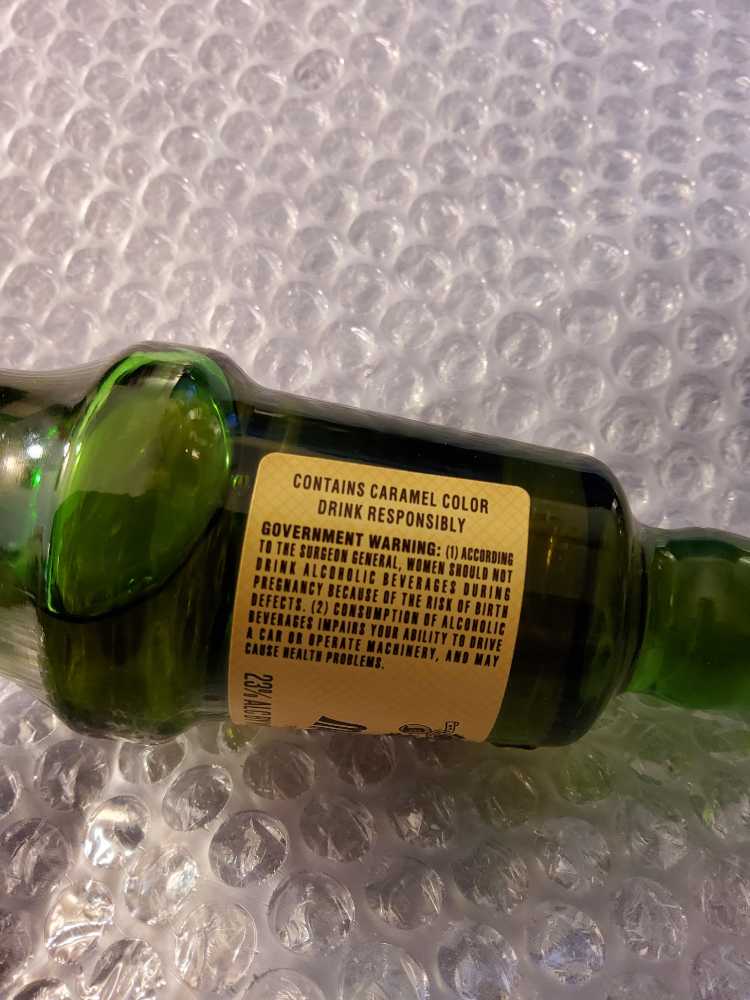 CONTAINS CARAMEL COLOR
DRINK RESPONSIBLY
GOVERNMENT WARNING: (1) ACCORDING
TO THE SURGEON GENERAL, WOMEN SHOULD NOT
DRINK ALCOHOLIC BEVERAGES DURING
PREGNANCY BECAUSE OF THE RISK OF BIRTH
DEFECTS. (2) CONSUMPTION OF ALCOHOLIC
BEVERAGES IMPAIRS YOUR ABILITY TO DRIVE
A CAR OR OPERATE MACHINERY, AND MAY
CAUSE HEALTH PROBLEMS.
23% ALC